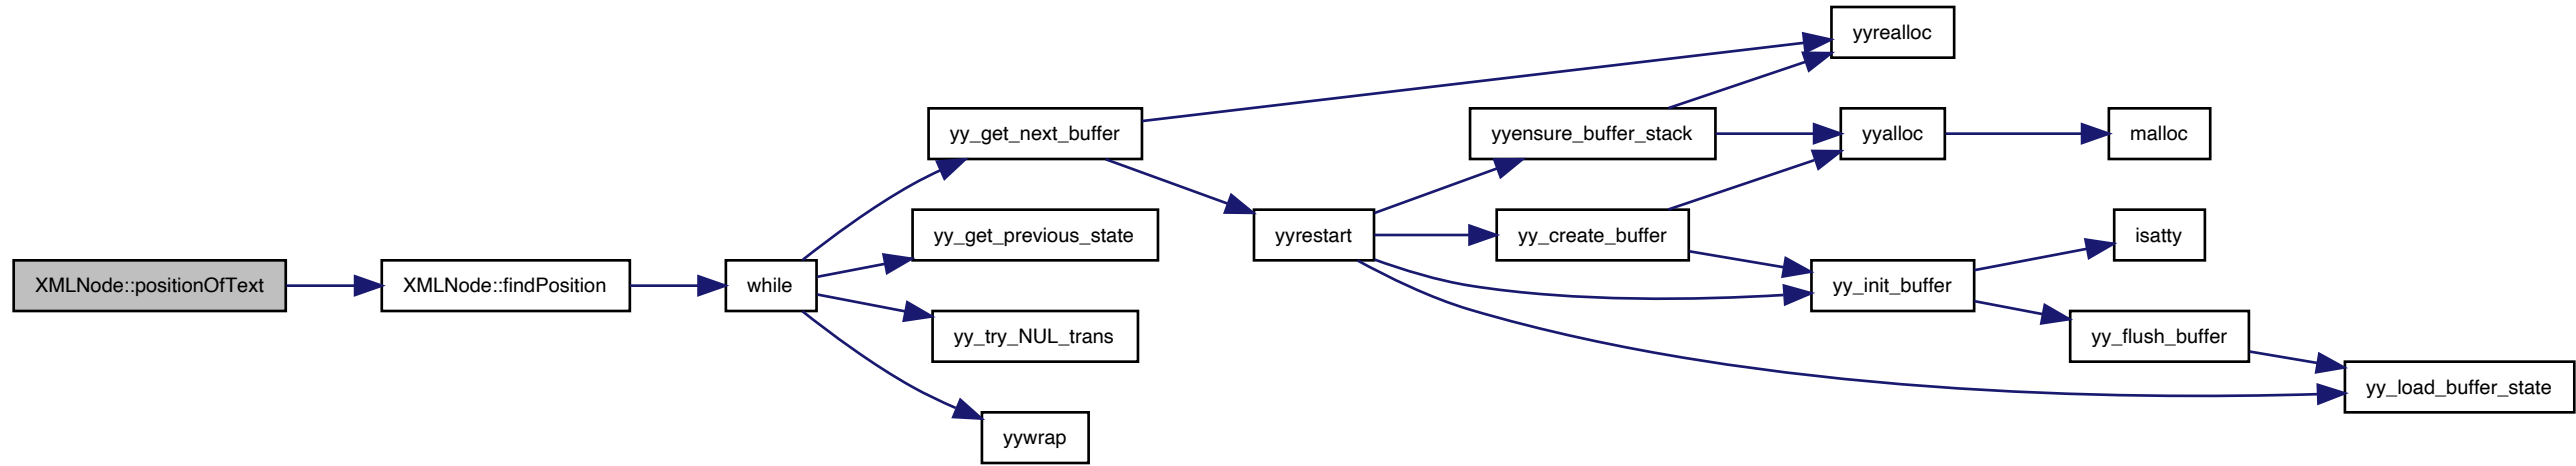 XMLNode::positionOfText
XMLNode::findPosition
while
yy_get_next_buffer
yy_get_previous_state
yy_try_NUL_trans
yywrap
yyrestart
yyensure_buffer_stack
yy_create_buffer
yyrealloc
yyalloc
yy_init_buffer
malloc
isatty
yy_flush_buffer
yy_load_buffer_state